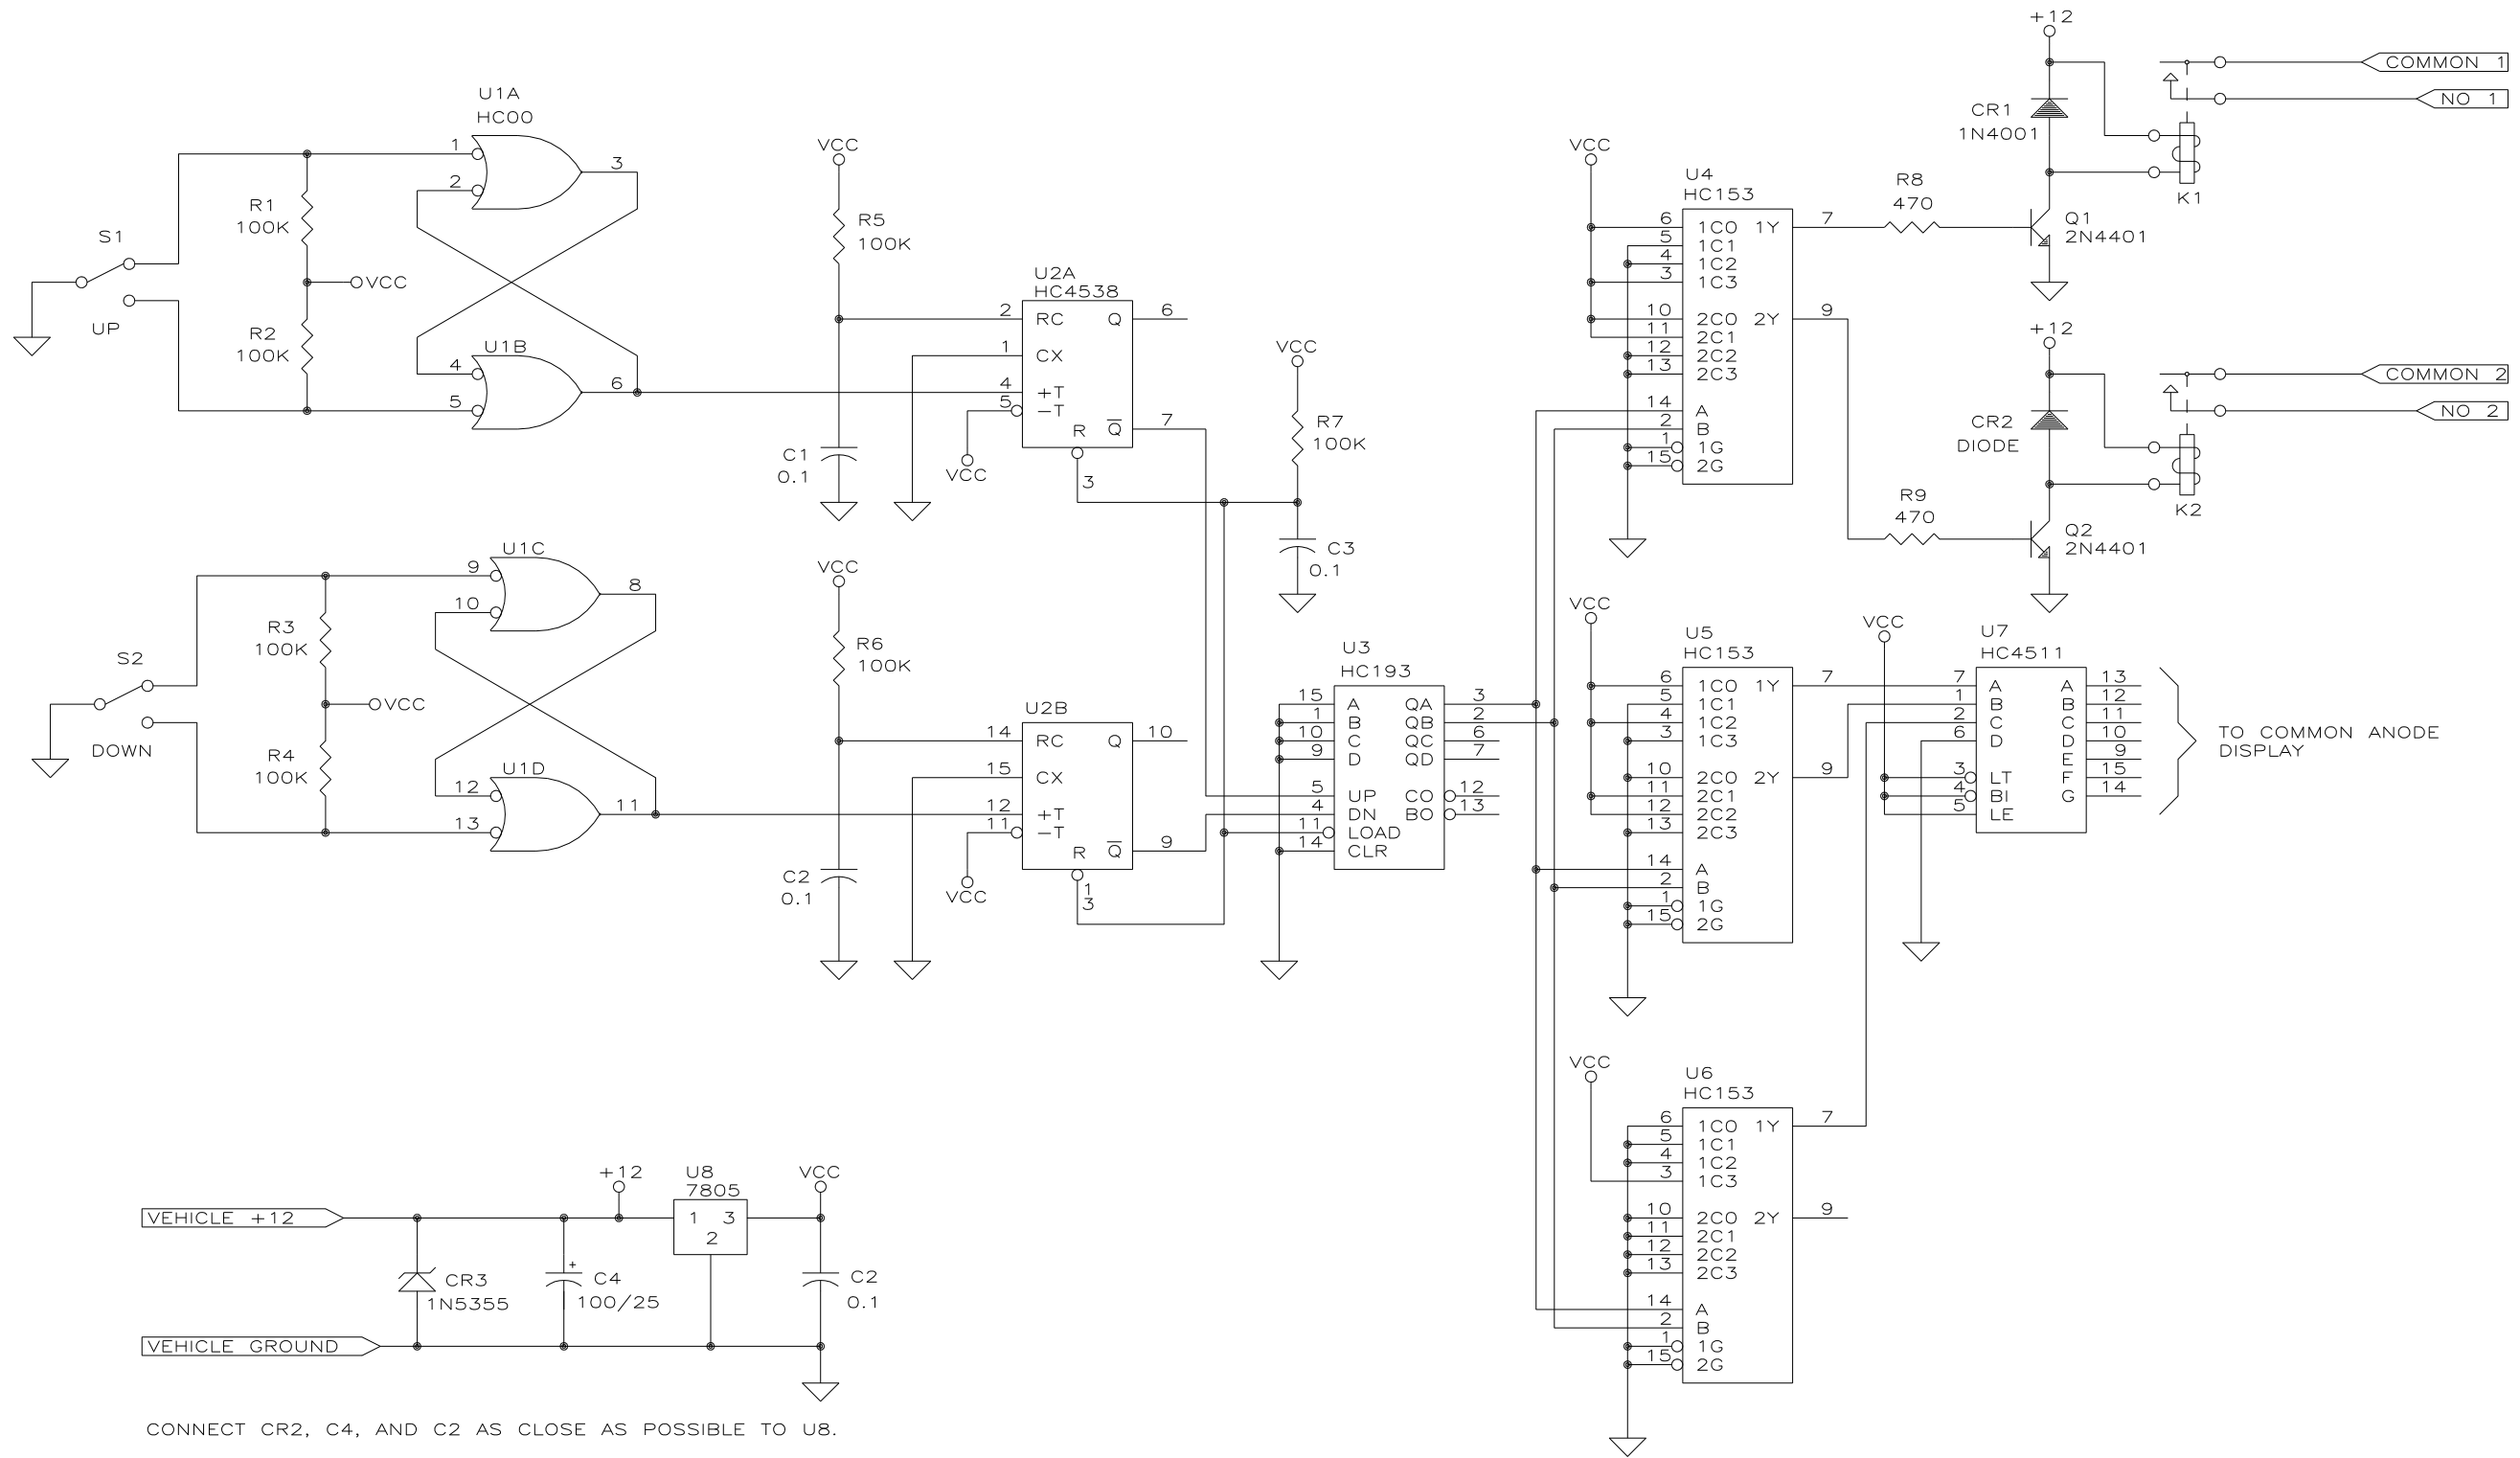 U1A
HC00
1
2
3
R1
100K
S1
VCC
UP
R2
100K
U1B
4
5
6
VCC
R5
100K
U2A
HC4538
2
RC
Q
6
1
CX
4
+T
5
-T
R
Q
7
3
VCC
C1
0.1
VCC
R7
100K
C3
0.1
U1C
9
10
8
R3
100K
S2
VCC
DOWN
R4
100K
U1D
12
13
11
VCC
R6
100K
U2B
14
RC
Q
10
15
CX
12
+T
11
-T
R
Q
9
1
3
VCC
C2
0.1
U3
HC193
15 A QA 3
1 B QB 2
10 C QC 6
9 D QD 7
5 UP CO 12
4 DN BO 13
11 LOAD
14 CLR
VCC
U4
HC153
6 1C0 1Y 7
5 1C1
4 1C2
3 1C3
10 2C0 2Y 9
11 2C1
12 2C2
13 2C3
14 A
2 B
1 1G
15 2G
R8
470
R9
470
+12
CR1
1N4001
Q1
2N4401
K1
COMMON 1
NO 1
+12
CR2
DIODE
Q2
2N4401
K2
COMMON 2
NO 2
VCC
U5
HC153
6 1C0 1Y 7
5 1C1
4 1C2
3 1C3
10 2C0 2Y 9
11 2C1
12 2C2
13 2C3
14 A
2 B
1 1G
15 2G
VCC
U7
HC4511
7 A A 13
1 B B 12
2 C C 11
6 D D 10
E 9
3 LT F 15
4 BI G 14
5 LE
TO COMMON ANODE
DISPLAY
VCC
U6
HC153
6 1C0 1Y 7
5 1C1
4 1C2
3 1C3
10 2C0 2Y 9
11 2C1
12 2C2
13 2C3
14 A
2 B
1 1G
15 2G
+12
U8
7805
VCC
VEHICLE +12
1 3
2
CR3
1N5355
+
C4
100/25
C2
0.1
VEHICLE GROUND
CONNECT CR2, C4, AND C2 AS CLOSE AS POSSIBLE TO U8.